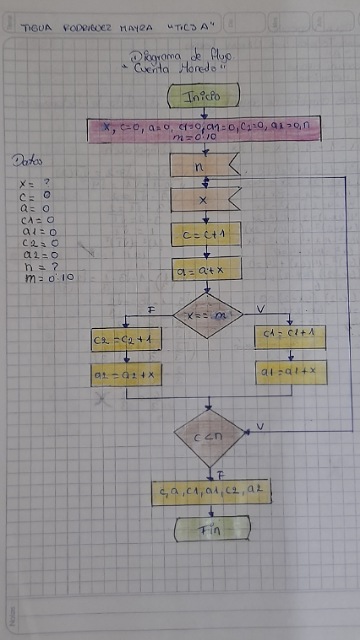 TIGUA RODRIGUEZ MAYRA "TICS A"
Diagrama de flujo
"Cuenta Moneda"
Inicio
x, c=0, a=0, c1=0, a1=0, c2=0, a2=0, n
m=0.10
Datos
x = ?
c = 0
a = 0
c1 = 0
a1 = 0
c2 = 0
a2 = 0
n = ?
m = 0.10
n
x
c = c+1
a = a+x
x == m
F
V
c2 = c2+1
c1 = c1+1
a2 = a2+x
a1 = a1+x
c<n
V
F
c, a, c1, a1, c2, a2
Fin